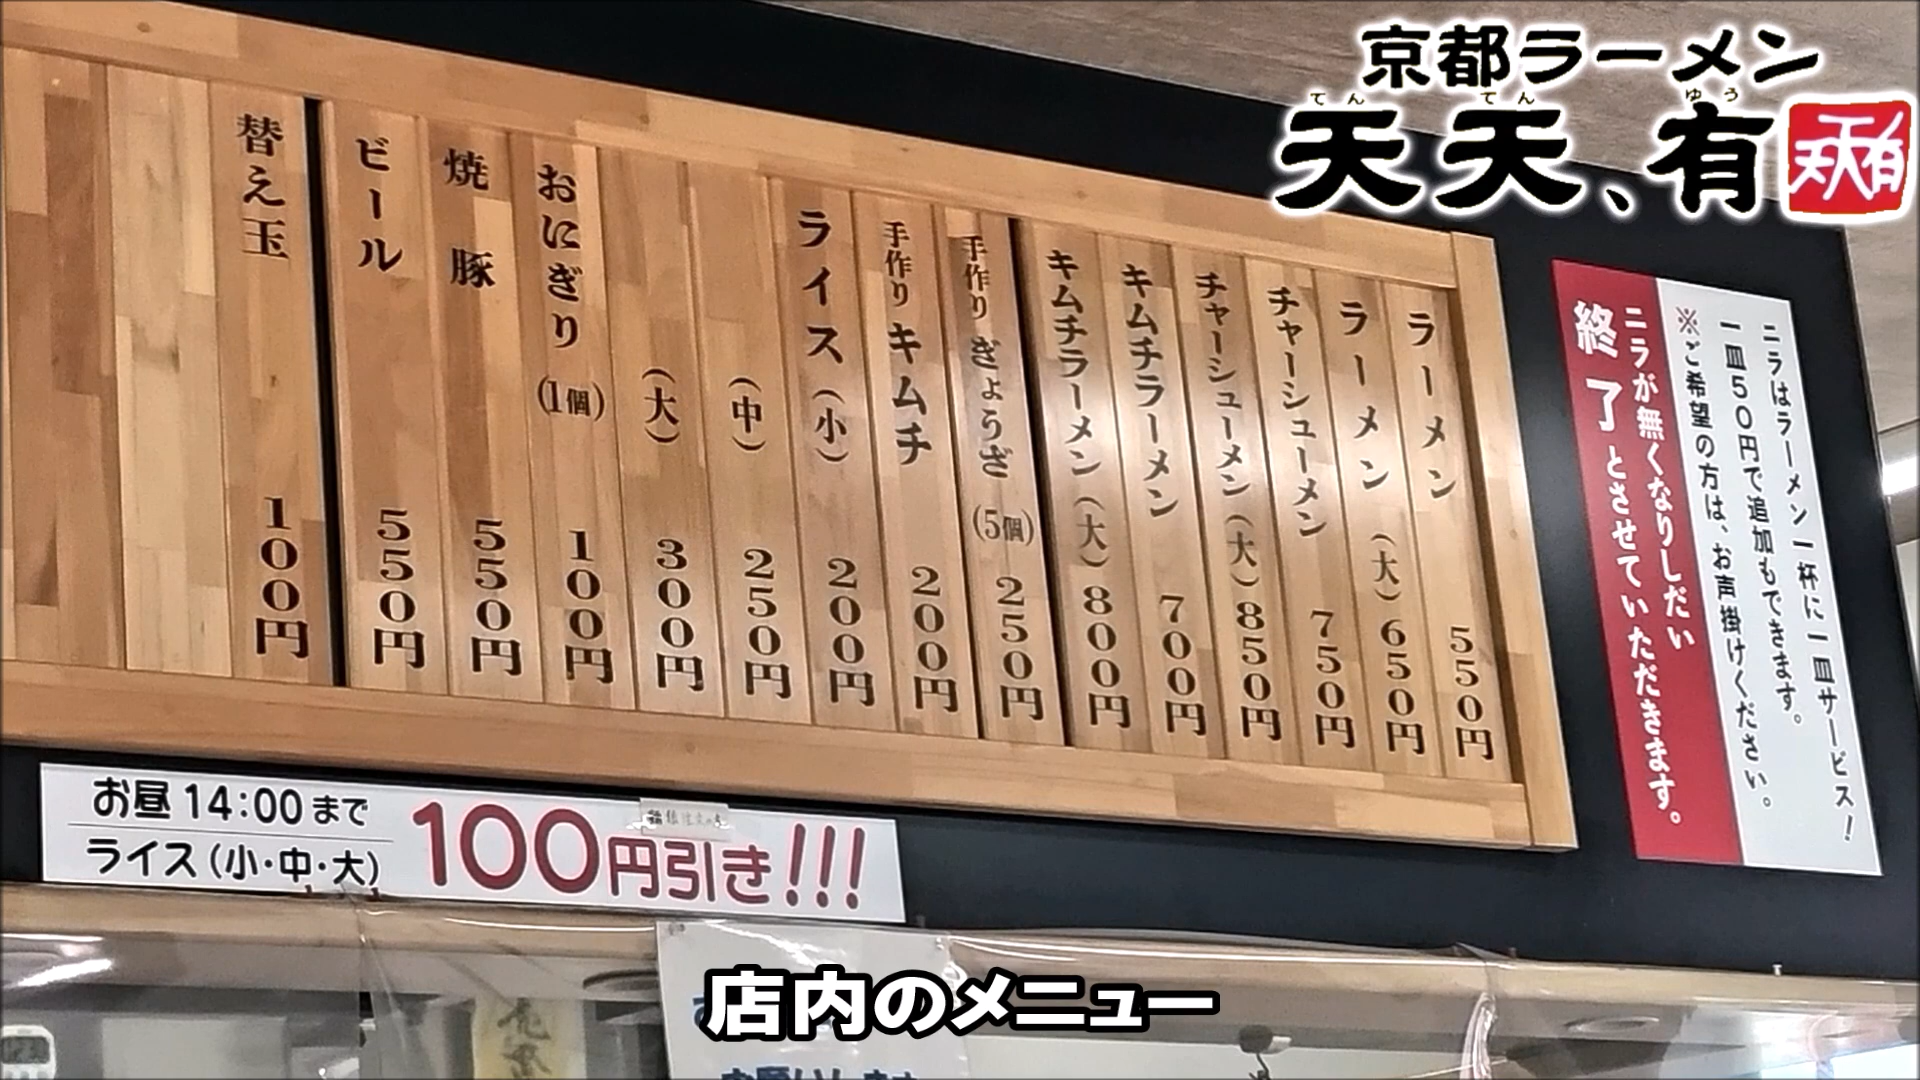 京都ラーメン
てん てん ゆう
天天、有
天天有
ニラはラーメン一杯に一皿サービス！
一皿50円で追加もできます。
※ご希望の方は、お声掛けください。
ニラが無くなりしだい
終了とさせていただきます。
ラーメン 550円
ラーメン(大) 650円
チャーシューメン 750円
チャーシューメン(大) 850円
キムチラーメン 700円
キムチラーメン(大) 800円
手作りぎょうざ(5個) 250円
手作りキムチ 200円
ライス(小) 200円
(中) 250円
(大) 300円
おにぎり(1個) 100円
焼豚 550円
ビール 550円
替え玉 100円
お昼14:00まで
ライス(小・中・大)
100円引き!!!
店内のメニュー